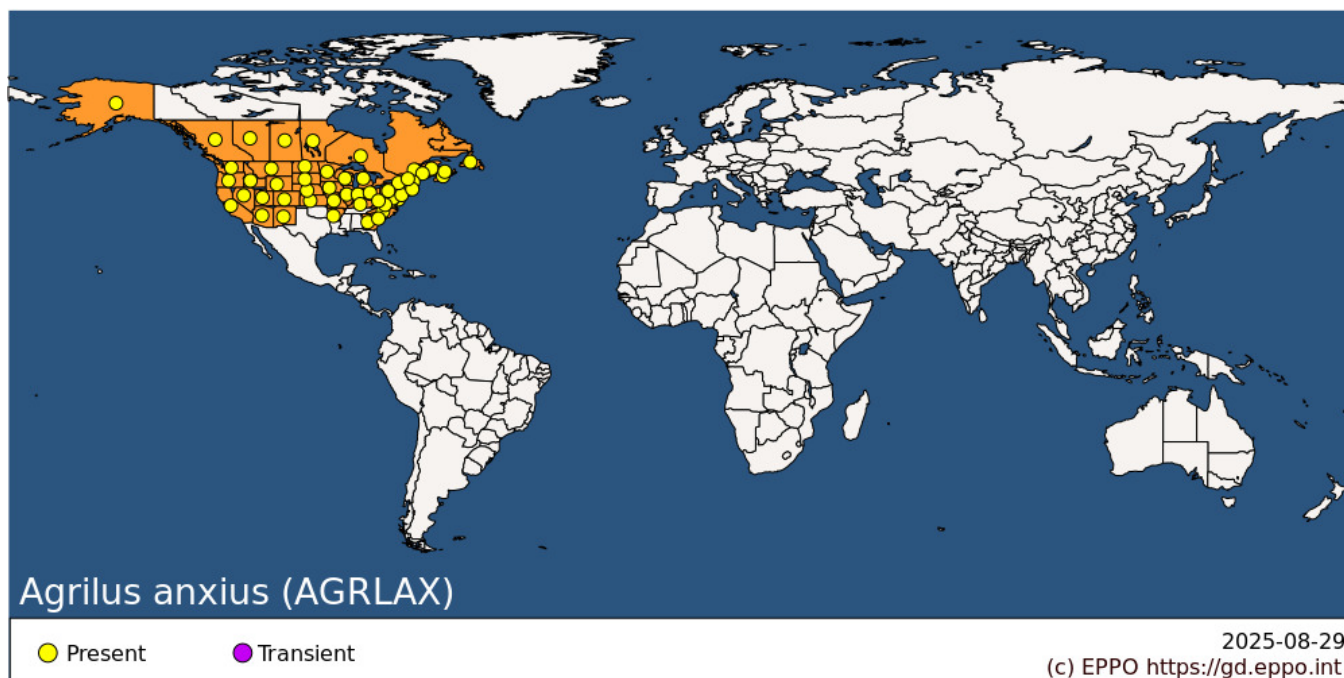 Agrilus anxius (AGRLAX)
Present
Transient
2025-08-29
(c) EPPO https://gd.eppo.int